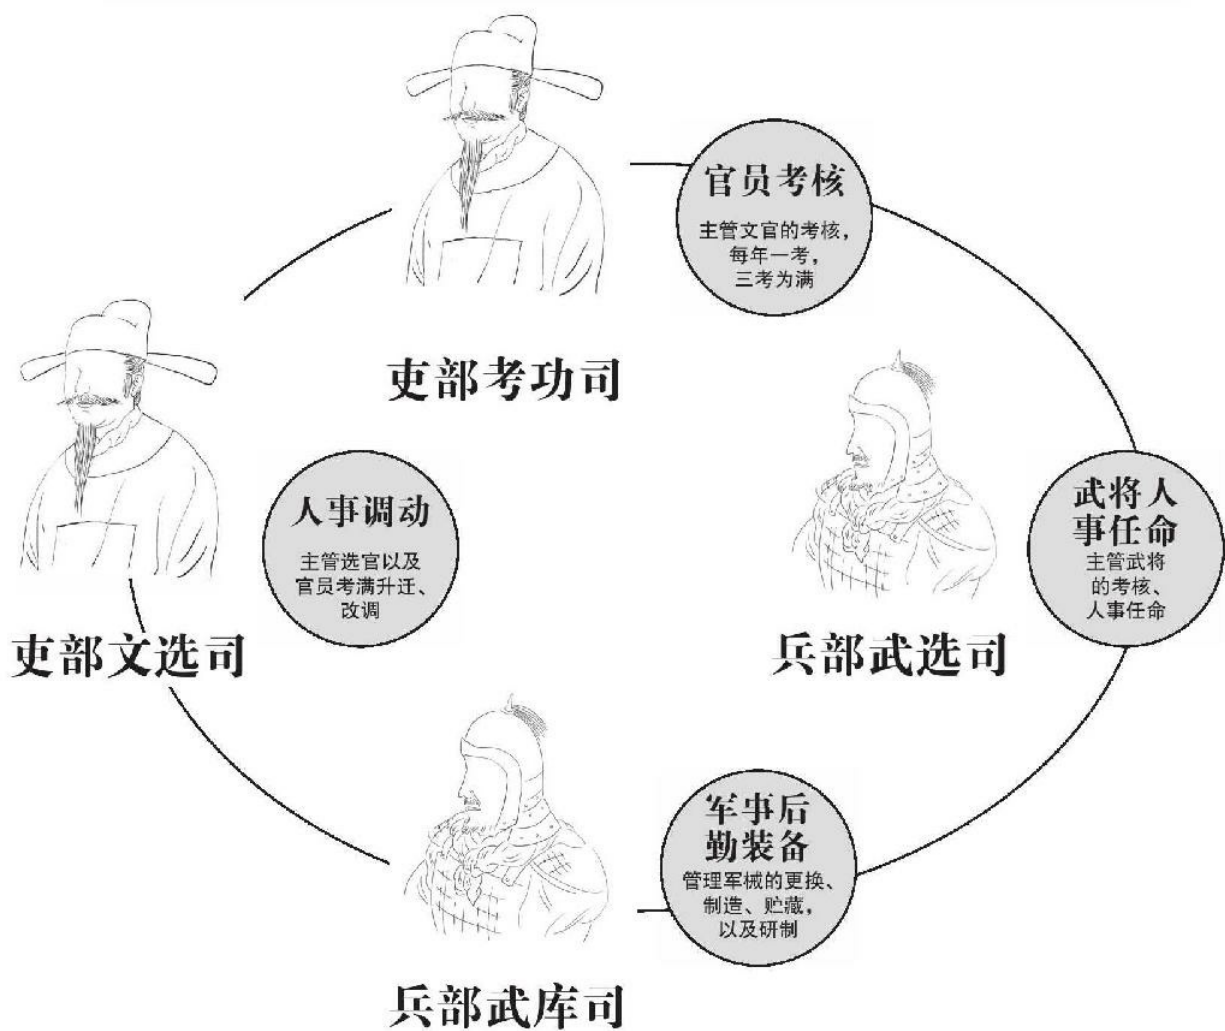 官员考核
主管文官的考核，
每年一考，
三考为满
吏部考功司
人事调动
主管选官以及
官员考满升迁、
改调
吏部文选司
武将人
事任命
主管武将
的考核、
人事任命
兵部武选司
军事后
勤装备
管理军械的更换、
制造、贮藏，
以及研制
兵部武库司